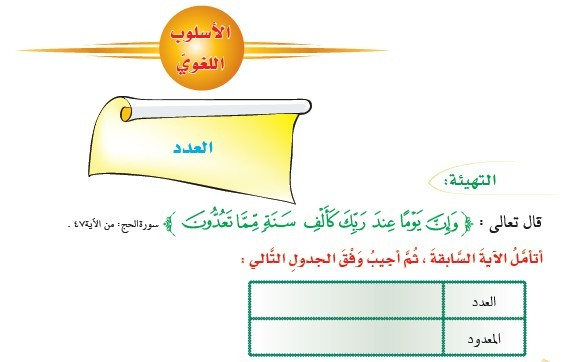 الأسلوب
اللغويّ
العدد
التهيئة:
قال تعالى : ﴿ وَإِنَّ يَوْمًا عِندَ رَبِّكَ كَأَلْفِ سَنَةٍ مِّمَّا تَعُدُّونَ ﴾ سورة الحج: من الآية ٤٧ .
أتأمَّلُ الآيةَ السَّابقةَ ، ثُمَّ أجيبُ وَفْقَ الجدولِ التَّالي :
العدد
المعدود